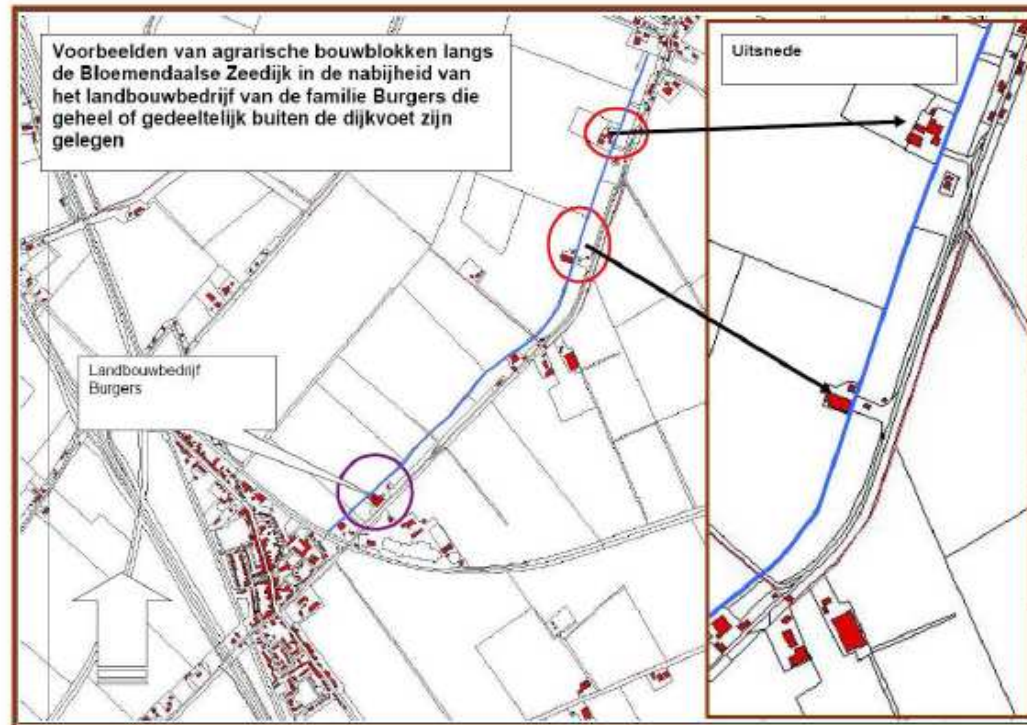 Voorbeelden van agrarische bouwblokken langs
de Bloemendaalse Zeedijk in de nabijheid van
het landbouwbedrijf van de familie Burgers die
geheel of gedeeltelijk buiten de dijkvoet zijn
gelegen
Uitsnede
Landbouwbedrijf
Burgers